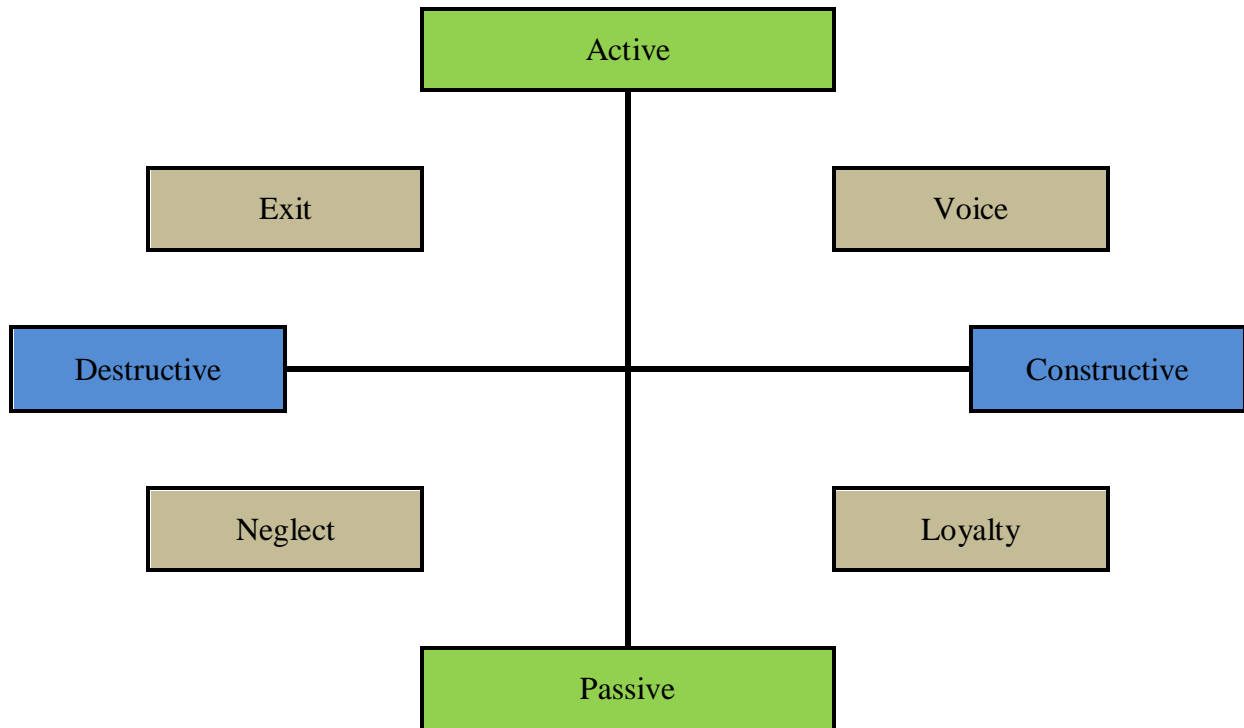 Active
Exit
Voice
Destructive
Constructive
Neglect
Loyalty
Passive